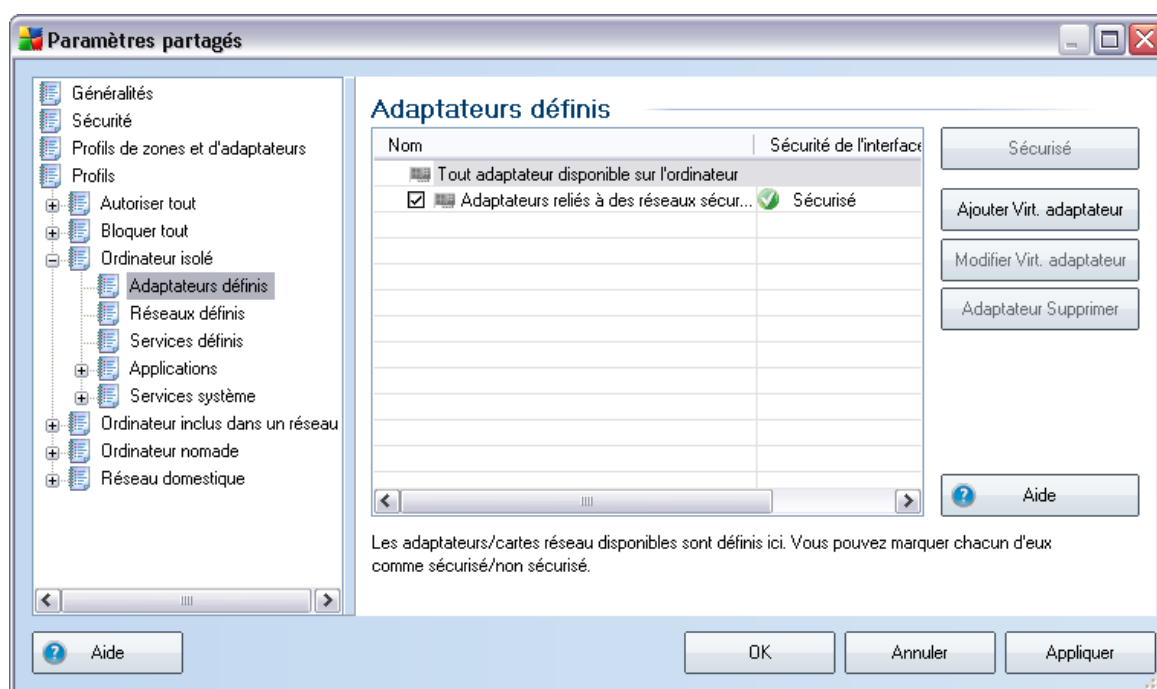 Paramètres partagés
Généralités
Sécurité
Profils de zones et d'adaptateurs
Profils
Autoriser tout
Bloquer tout
Ordinateur isolé
Adaptateurs définis
Réseaux définis
Services définis
Applications
Services système
Ordinateur inclus dans un réseau
Ordinateur nomade
Réseau domestique
Aide
Adaptateurs définis
Nom Sécurité de l'interface
Tout adaptateur disponible sur l'ordinateur
Adaptateurs reliés à des réseaux sécur... Sécurisé
Sécurisé
Ajouter Virt. adaptateur
Modifier Virt. adaptateur
Adaptateur Supprimer
Aide
Les adaptateurs/cartes réseau disponibles sont définis ici. Vous pouvez marquer chacun d'eux
comme sécurisé/non sécurisé.
OK Annuler Appliquer